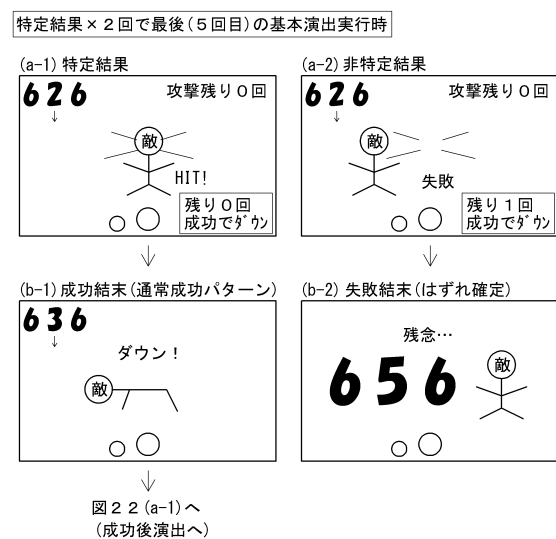 特定結果×２回で最後(５回目)の基本演出実行時
(a-1) 特定結果
626
攻撃残り０回
敵
HIT!
残り０回
成功でﾀﾞｳﾝ
(a-2) 非特定結果
626
攻撃残り０回
敵
失敗
残り１回
成功でﾀﾞｳﾝ
(b-1) 成功結末(通常成功パターン)
636
ダウン！
敵
図２２(a-1)へ
(成功後演出へ)
(b-2) 失敗結末(はずれ確定)
残念…
656
敵